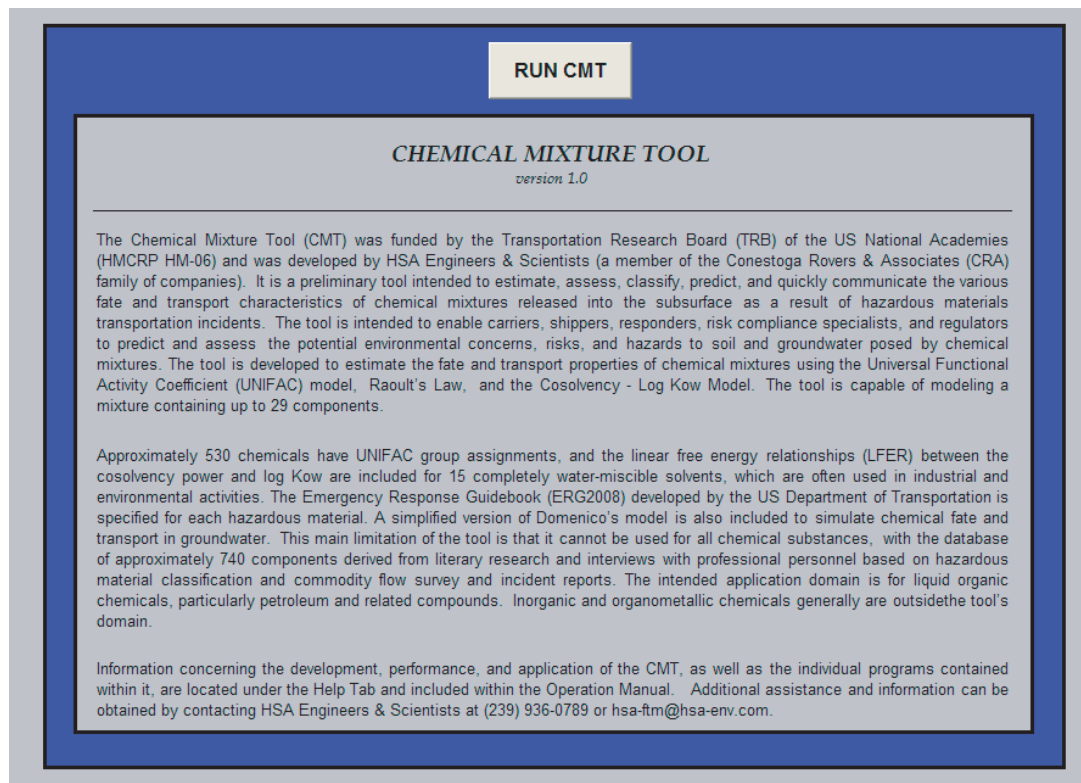 RUN CMT
CHEMICAL MIXTURE TOOL
version 1.0
The Chemical Mixture Tool (CMT) was funded by the Transportation Research Board (TRB) of the US National Academies
(HMCRP HM-06) and was developed by HSA Engineers & Scientists (a member of the Conestoga Rovers & Associates (CRA)
family of companies). It is a preliminary tool intended to estimate, assess, classify, predict, and quickly communicate the various
fate and transport characteristics of chemical mixtures released into the subsurface as a result of hazardous materials
transportation incidents. The tool is intended to enable carriers, shippers, responders, risk compliance specialists, and regulators
to predict and assess the potential environmental concerns, risks, and hazards to soil and groundwater posed by chemical
mixtures. The tool is developed to estimate the fate and transport properties of chemical mixtures using the Universal Functional
Activity Coefficient (UNIFAC) model, Raoult's Law, and the Cosolvency - Log Kow Model. The tool is capable of modeling a
mixture containing up to 29 components.
Approximately 530 chemicals have UNIFAC group assignments, and the linear free energy relationships (LFER) between the
cosolvency power and log Kow are included for 15 completely water-miscible solvents, which are often used in industrial and
environmental activities. The Emergency Response Guidebook (ERG2008) developed by the US Department of Transportation is
specified for each hazardous material. A simplified version of Domenico's model is also included to simulate chemical fate and
transport in groundwater. This main limitation of the tool is that it cannot be used for all chemical substances, with the database
of approximately 740 components derived from literary research and interviews with professional personnel based on hazardous
material classification and commodity flow survey and incident reports. The intended application domain is for liquid organic
chemicals, particularly petroleum and related compounds. Inorganic and organometallic chemicals generally are outsidethe tool's
domain.
Information concerning the development, performance, and application of the CMT, as well as the individual programs contained
within it, are located under the Help Tab and included within the Operation Manual. Additional assistance and information can be
obtained by contacting HSA Engineers & Scientists at (239) 936-0789 or hsa-ftm@hsa-env.com.